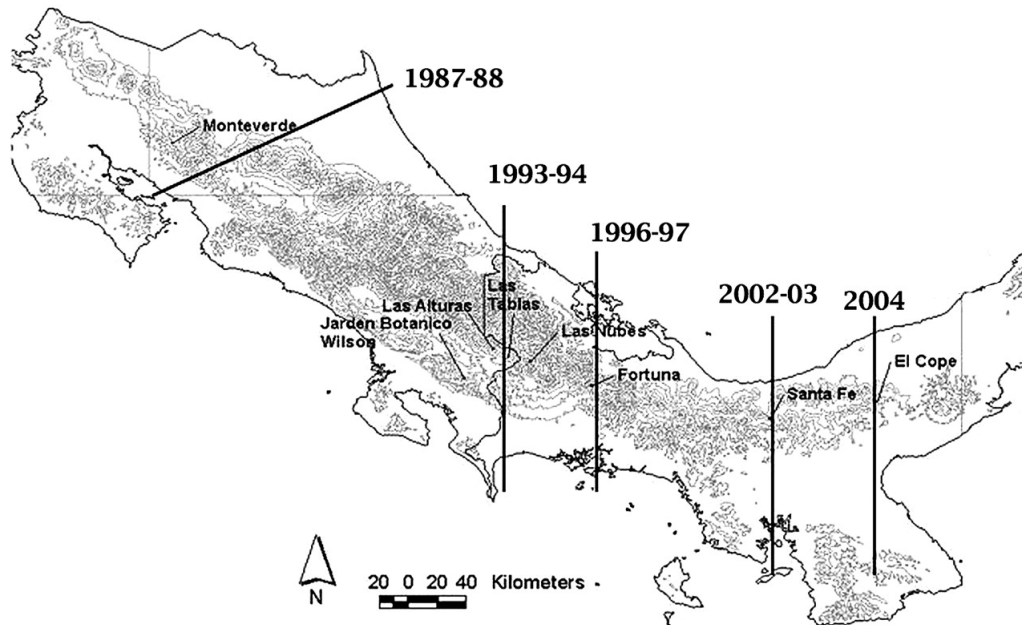 1987-88
Monteverde
1993-94
1996-97
Las
Tablas
Las Alturas
2002-03
2004
Jarden Botanico
Wilson
Las Nubes
El Cope
Fortuna
Santa Fe
N
20 0 20 40 Kilometers